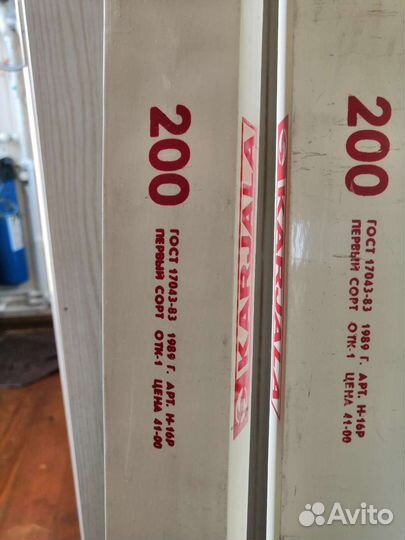 200
ГОСТ 17043-83 1989 Г. АРТ. Н-16Р
ПЕРВЫЙ СОРТ ОТК-1 ЦЕНА 41-00
KARJALA
KARJALA
200
ГОСТ 17043-83 1989 Г. АРТ. Н-16Р
ПЕРВЫЙ СОРТ ОТК-1 ЦЕНА 41-00
Avito